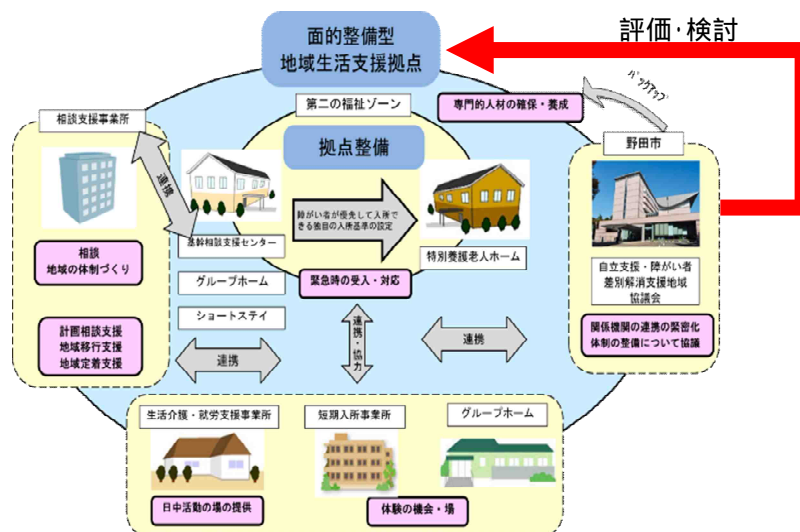 面的整備型
地域生活支援拠点
評価・検討
バックアップ
第二の福祉ゾーン
専門的人材の確保・養成
相談支援事業所
拠点整備
野田市
連携
障がい者が優先して入所で
きる独自の入所基準の設定
相談
地域の体制づくり
基幹相談支援センター
特別養護老人ホーム
グループホーム
緊急時の受入・対応
自立支援・障がい者
差別解消支援地域
協議会
ショートステイ
計画相談支援
地域移行支援
地域定着支援
関係機関の連携の緊密化
体制の整備について協議
連携
連携・協力
連携
生活介護・就労支援事業所
短期入所事業所
グループホーム
日中活動の場の提供
体験の機会・場